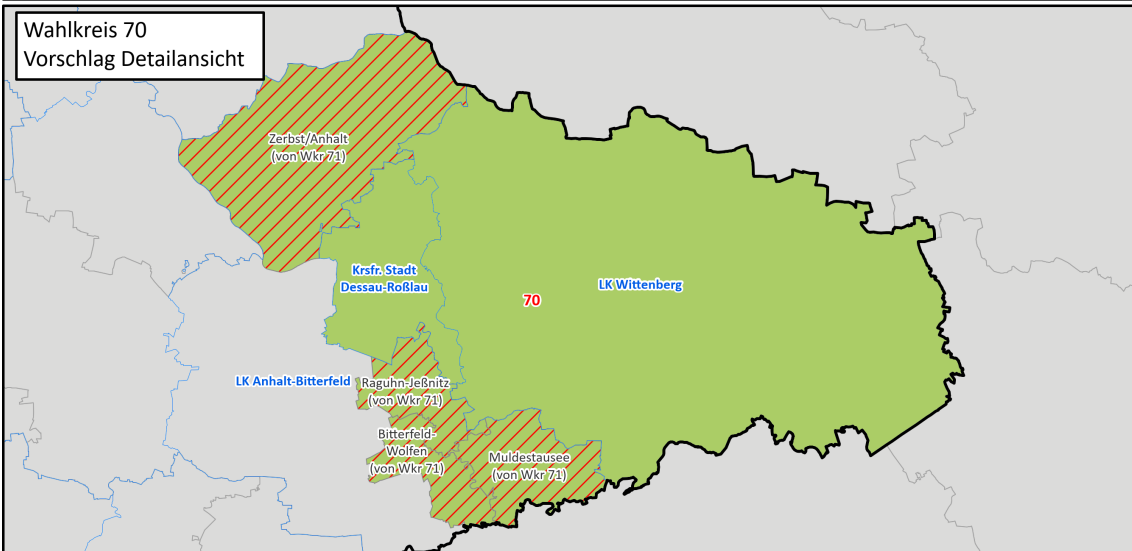 Wahlkreis 70
Vorschlag Detailansicht
Zerbst/Anhalt
(von Wkr 71)
Krsfr. Stadt
Dessau-Roßlau
LK Wittenberg
70
LK Anhalt-Bitterfeld
Raguhn-Jeßnitz
(von Wkr 71)
Bitterfeld-
Wolfen
(von Wkr 71)
Muldestausee
(von Wkr 71)